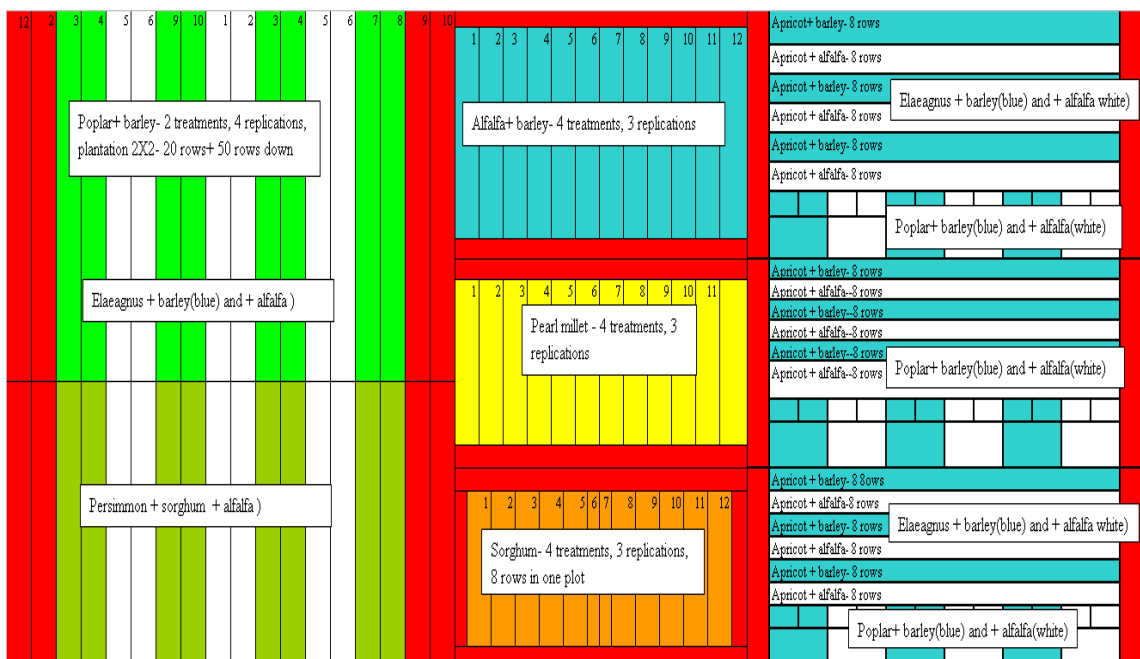 12 2 3 4 5 6 9 10 1 2 3 4 5 6 7 8 9 10
Poplar+ barley- 2 treatments, 4 replications,
plantation 2X2- 20 rows+ 50 rows down
Elaeagnus + barley(blue) and + alfalfa )
Persimmon + sorghum + alfalfa )
1 2 3 4 5 6 7 8 9 10 11 12
Alfalfa+ barley- 4 treatments, 3 replications
1 2 3 4 5 6 7 8 9 10 11
Pearl millet - 4 treatments, 3
replications
1 2 3 4 5 6 7 8 9 10 11 12
Sorghum- 4 treatments, 3 replications,
8 rows in one plot
Apricot+ barley- 8 rows
Apricot + alfalfa- 8 rows
Apricot + barley- 8 rows
Elaeagnus + barley(blue) and + alfalfa white)
Apricot + alfalfa- 8 rows
Apricot + barley- 8 rows
Apricot + alfalfa- 8 rows
Poplar+ barley(blue) and + alfalfa(white)
Apricot + barley- 8 rows
Apricot + alfalfa--8 rows
Apricot + barley--8 rows
Apricot + alfalfa--8 rows
Apricot + barley--8 rows
Apricot + alfalfa--8 rows
Poplar+ barley(blue) and + alfalfa(white)
Apricot + barley- 8 8ows
Apricot + alfalfa-8 rows
Apricot + barley- 8 rows
Elaeagnus + barley(blue) and + alfalfa white)
Apricot + alfalfa- 8 rows
Apricot + barley- 8 rows
Apricot + alfalfa- 8 rows
Poplar+ barley(blue) and + alfalfa(white)